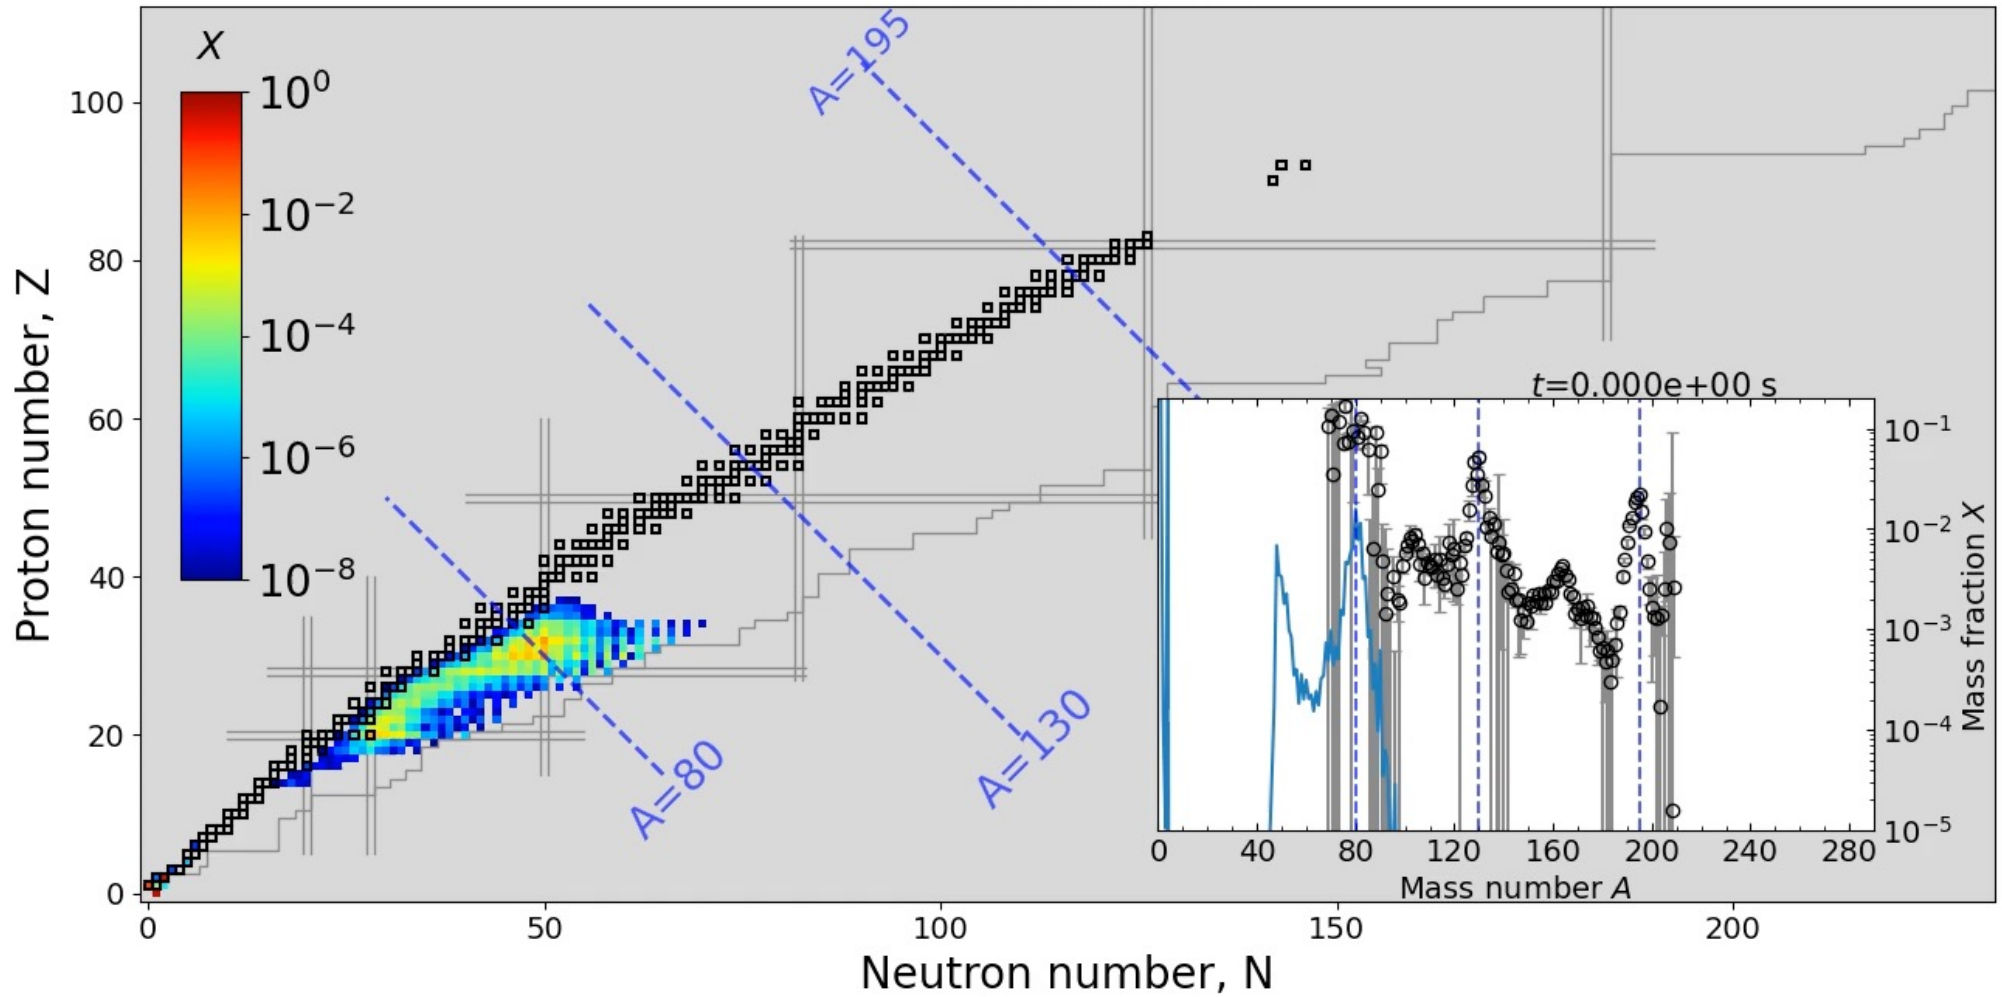 X
10⁰
10⁻²
10⁻⁴
10⁻⁶
10⁻⁸
Proton number, Z
100
80
60
40
20
0
A=195
A=130
A=80
t=0.000e+00 s
10⁻¹
10⁻²
10⁻³
10⁻⁴
10⁻⁵
Mass fraction X
0 40 80 120 160 200 240 280
Mass number A
0 50 100 150 200
Neutron number, N